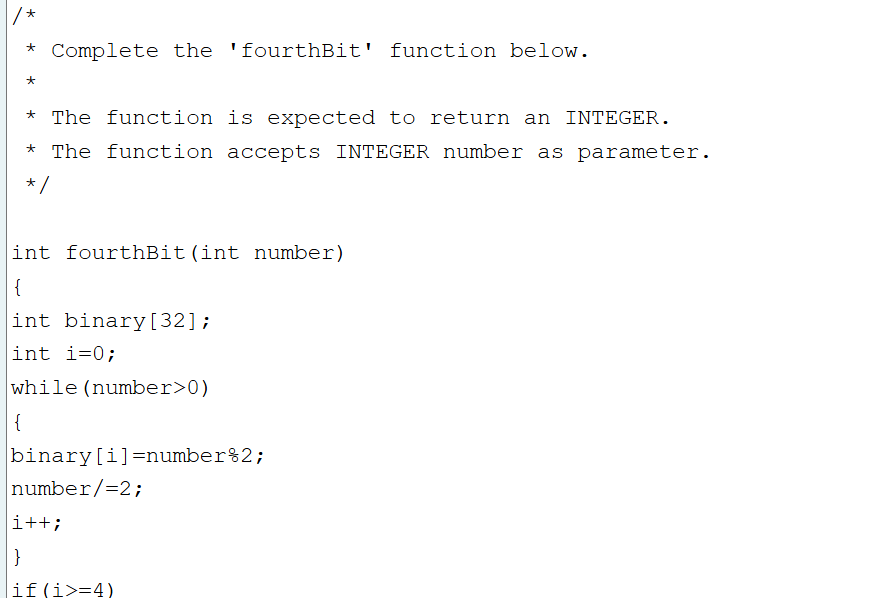 /*
* Complete the 'fourthBit' function below.
*
* The function is expected to return an INTEGER.
* The function accepts INTEGER number as parameter.
*/
int fourthBit(int number)
{
int binary[32];
int i=0;
while(number>0)
{
binary[i]=number%2;
number/=2;
i++;
}
if(i>=4)